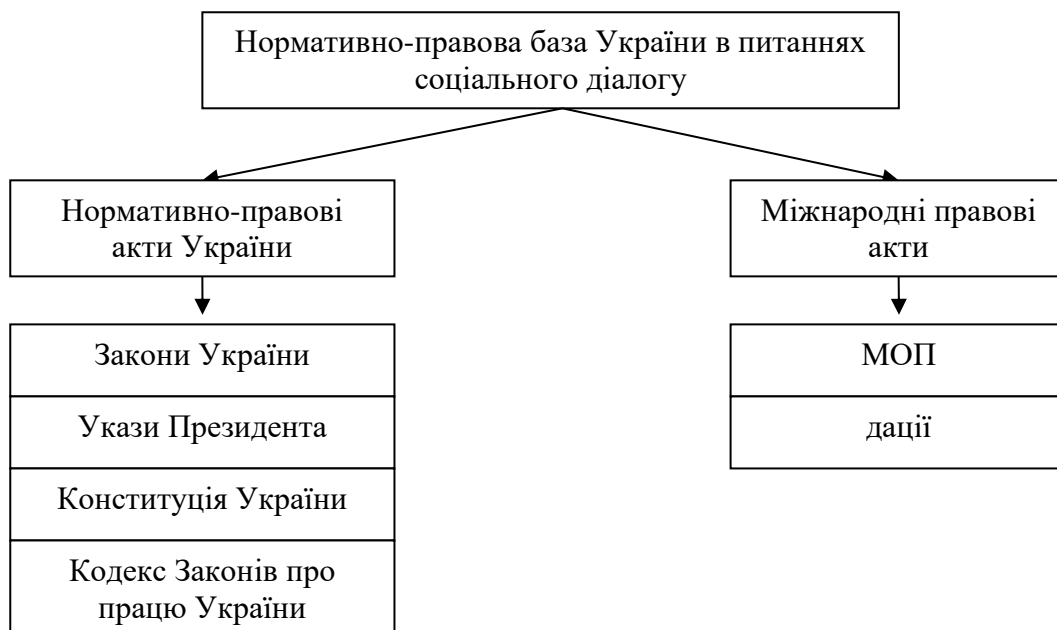 Нормативно-правова база України в питаннях
соціального діалогу
Нормативно-правові
акти України
Міжнародні правові
акти
Закони України
МОП
Укази Президента
дації
Конституція України
Кодекс Законів про
працю України